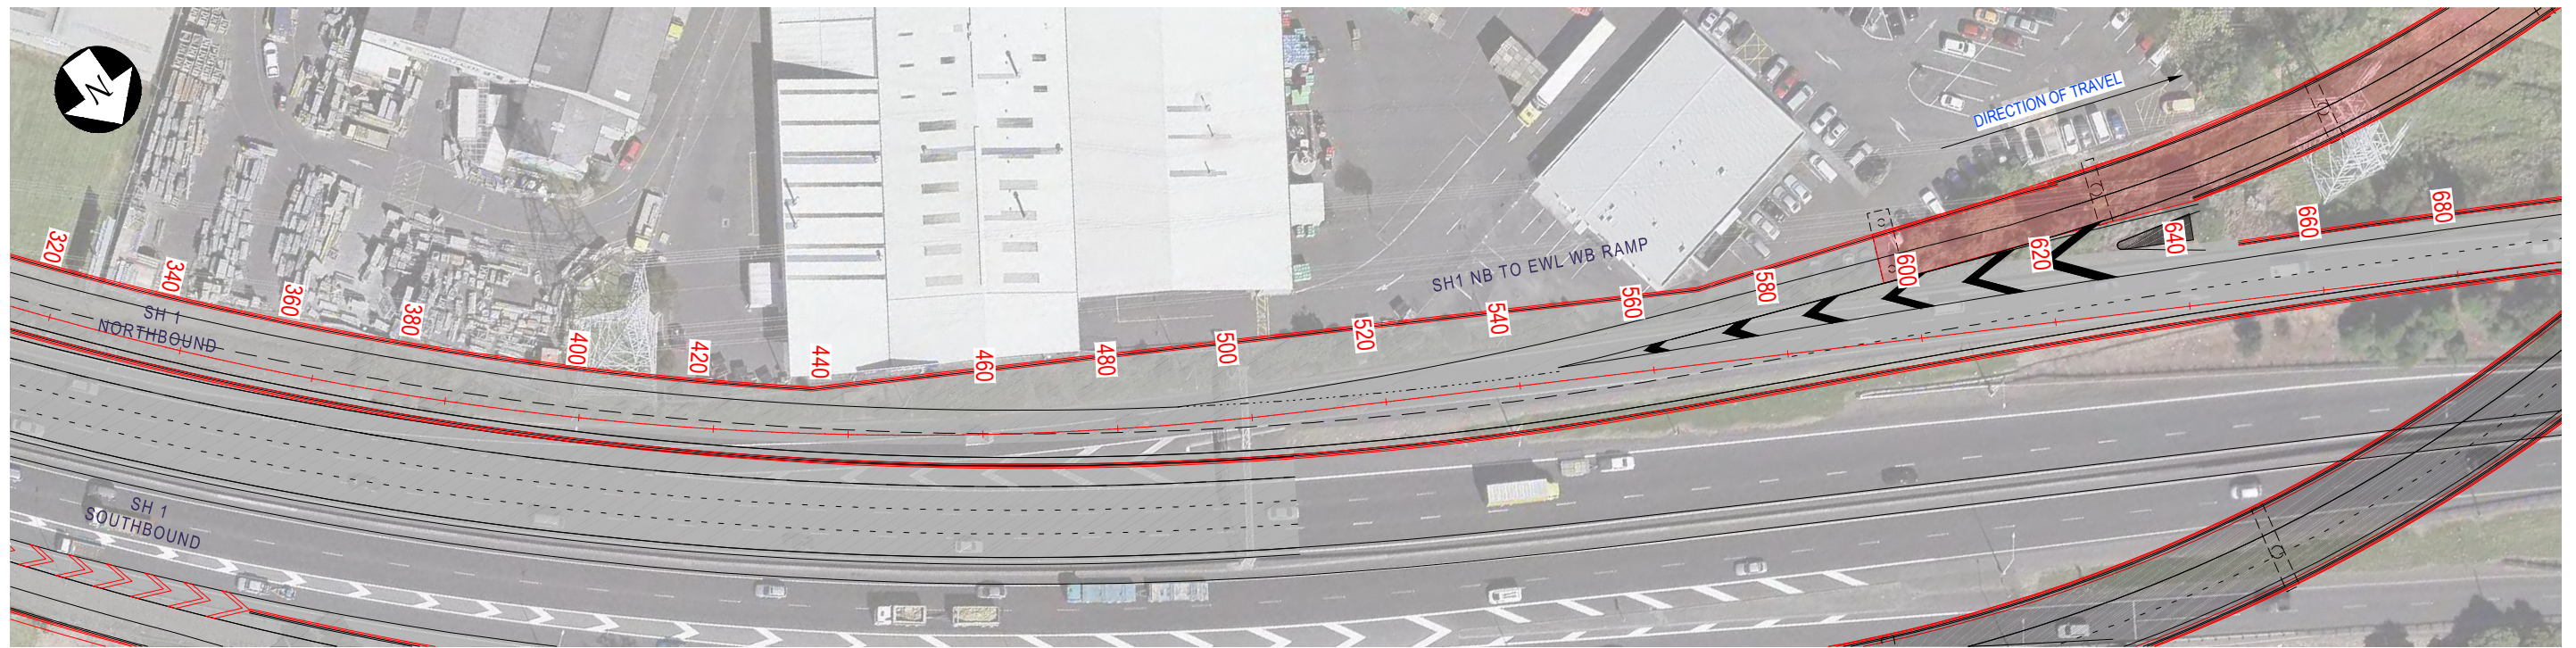 N
DIRECTION OF TRAVEL
SH1 NB TO EWL WB RAMP
SH 1
NORTHBOUND
320
340
360
380
400
420
440
460
480
500
520
540
560
580
600
620
640
660
680
SH 1
SOUTHBOUND